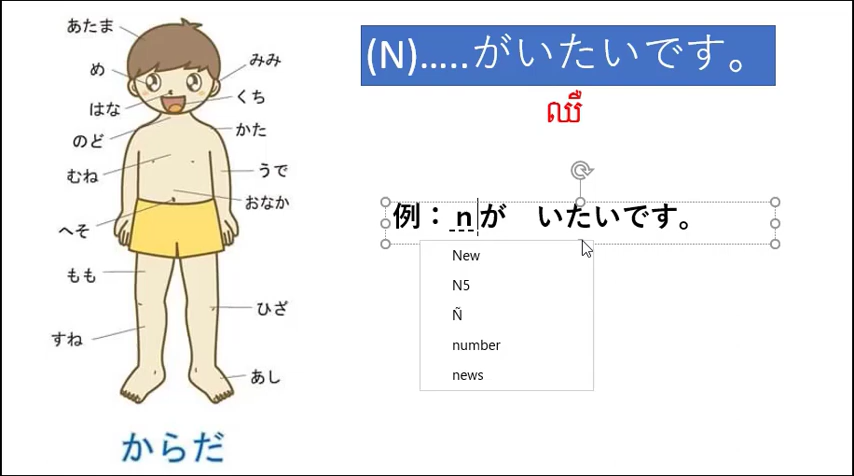 あたま
め
みみ
はな
くち
のど
かた
むね
うで
おなか
へそ
もも
ひざ
すね
あし
からだ
(N).....がいたいです。
ឈឺ
例： nが　いたいです。
New
N5
Ñ
number
news